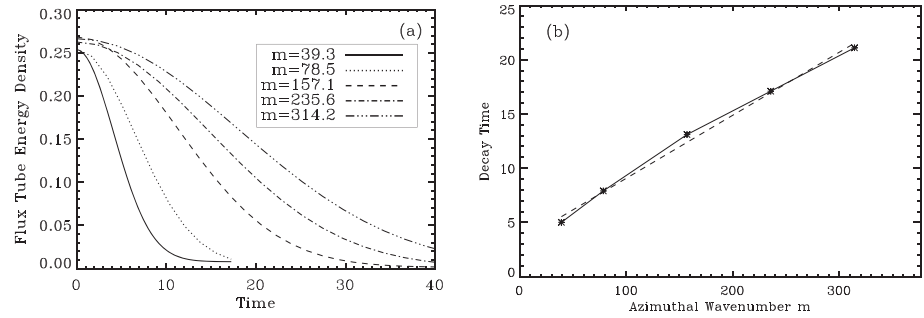 (a)
m=39.3
m=78.5
m=157.1
m=235.6
m=314.2
0.30
0.25
0.20
0.15
0.10
0.05
0.00
Flux Tube Energy Density
0 10 20 30 40
Time
(b)
25
20
15
10
5
0
Decay Time
0 100 200 300
Azimuthal Wavenumber m